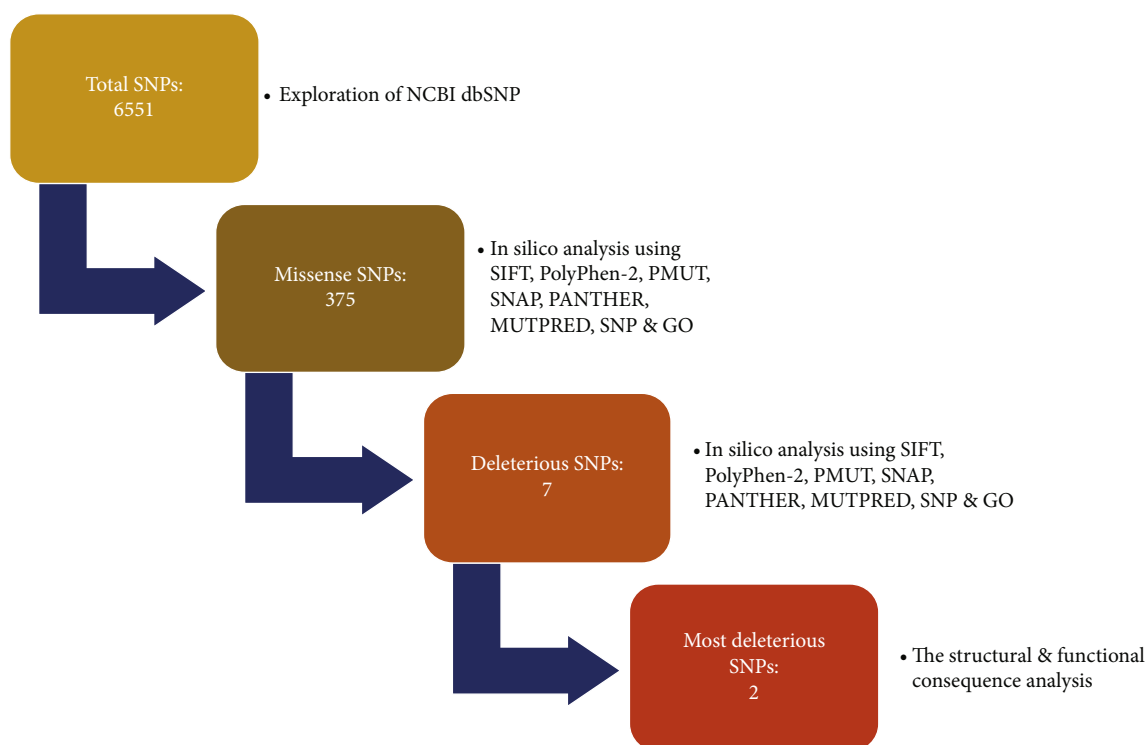 Total SNPs:
6551
• Exploration of NCBI dbSNP
Missense SNPs:
375
• In silico analysis using
SIFT, PolyPhen-2, PMUT,
SNAP, PANTHER,
MUTPRED, SNP & GO
Deleterious SNPs:
7
• In silico analysis using SIFT,
PolyPhen-2, PMUT, SNAP,
PANTHER, MUTPRED, SNP & GO
Most deleterious
SNPs:
2
• The structural & functional
consequence analysis